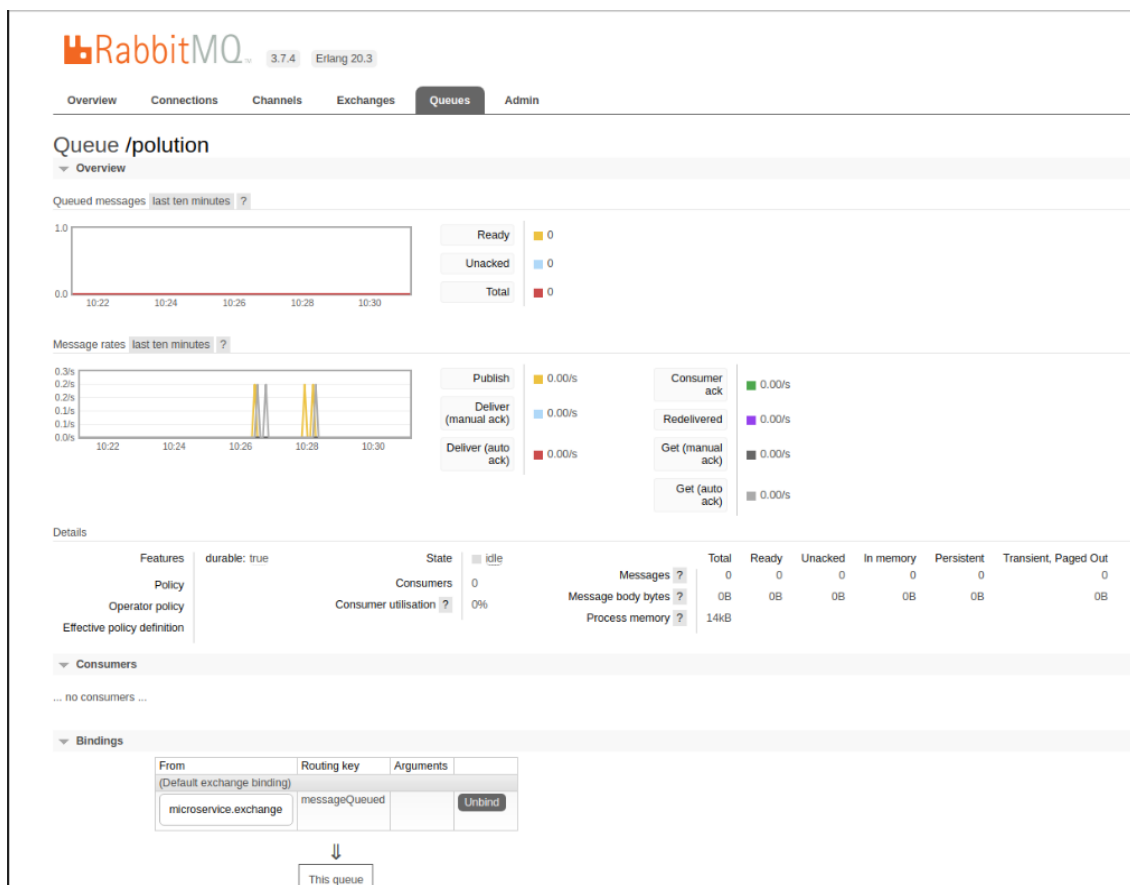 RabbitMQ TM 3.7.4 Erlang 20.3
Overview Connections Channels Exchanges Queues Admin
Queue /polution
Overview
Queued messages last ten minutes ?
1.0
0.0
10:22 10:24 10:26 10:28 10:30
Ready 0
Unacked 0
Total 0
Message rates last ten minutes ?
0.3/s
0.2/s
0.2/s
0.1/s
0.1/s
0.0/s
10:22 10:24 10:26 10:28 10:30
Publish 0.00/s
Deliver
(manual ack) 0.00/s
Deliver (auto
ack) 0.00/s
Consumer
ack 0.00/s
Redelivered 0.00/s
Get (manual
ack) 0.00/s
Get (auto
ack) 0.00/s
Details
Features durable: true
Policy
Operator policy
Effective policy definition
State idle
Consumers 0
Consumer utilisation ? 0%
Total Ready Unacked In memory Persistent Transient, Paged Out
Messages ? 0 0 0 0 0 0
Message body bytes ? 0B 0B 0B 0B 0B 0B
Process memory ? 14kB
Consumers
... no consumers ...
Bindings
From Routing key Arguments
(Default exchange binding)
microservice.exchange messageQueued Unbind
⇓
This queue